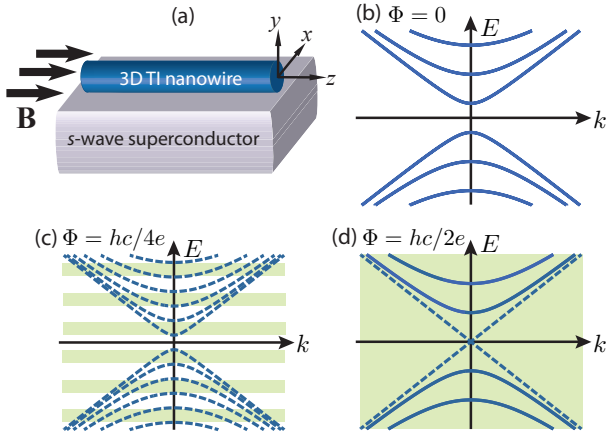 (a)
y
x
z
3D TI nanowire
B
s-wave superconductor
(b) Φ = 0
E
k
(c) Φ = hc/4e
E
k
(d) Φ = hc/2e
E
k